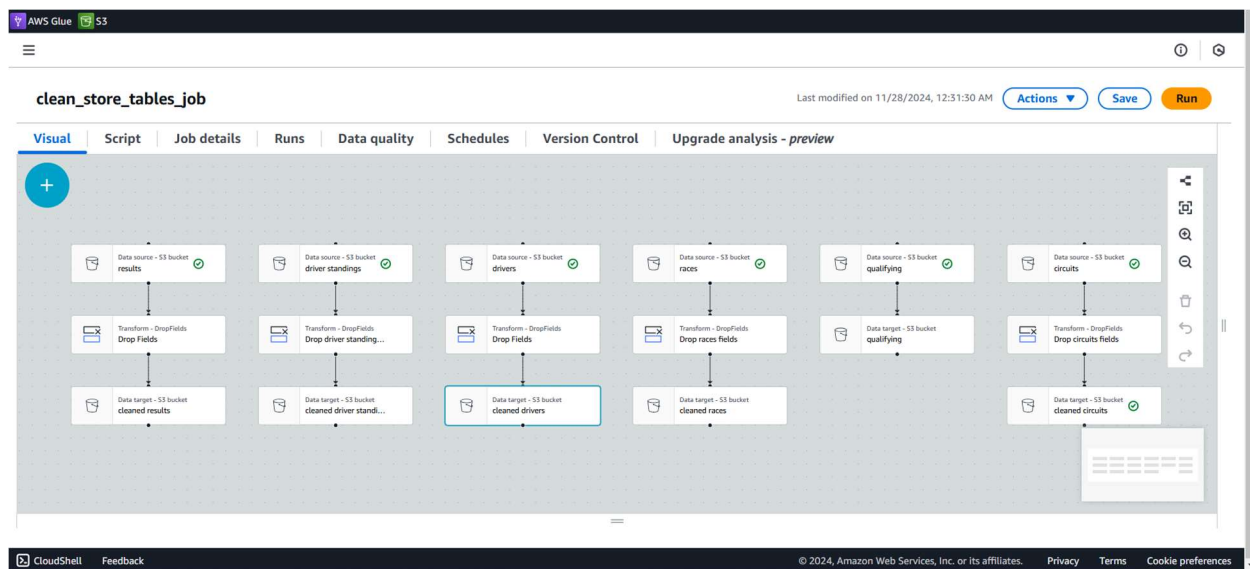 AWS Glue S3
clean_store_tables_job
Last modified on 11/28/2024, 12:31:30 AM
Actions
Save
Run
Visual
Script
Job details
Runs
Data quality
Schedules
Version Control
Upgrade analysis - preview
Data source - S3 bucket
results
Data source - S3 bucket
driver standings
Data source - S3 bucket
drivers
Data source - S3 bucket
races
Data source - S3 bucket
qualifying
Data source - S3 bucket
circuits
Transform - DropFields
Drop Fields
Transform - DropFields
Drop driver standing...
Transform - DropFields
Drop Fields
Transform - DropFields
Drop races fields
Data target - S3 bucket
qualifying
Transform - DropFields
Drop circuits fields
Data target - S3 bucket
cleaned results
Data target - S3 bucket
cleaned driver standi...
Data target - S3 bucket
cleaned drivers
Data target - S3 bucket
cleaned races
Data target - S3 bucket
cleaned circuits
CloudShell
Feedback
© 2024, Amazon Web Services, Inc. or its affiliates.
Privacy
Terms
Cookie preferences